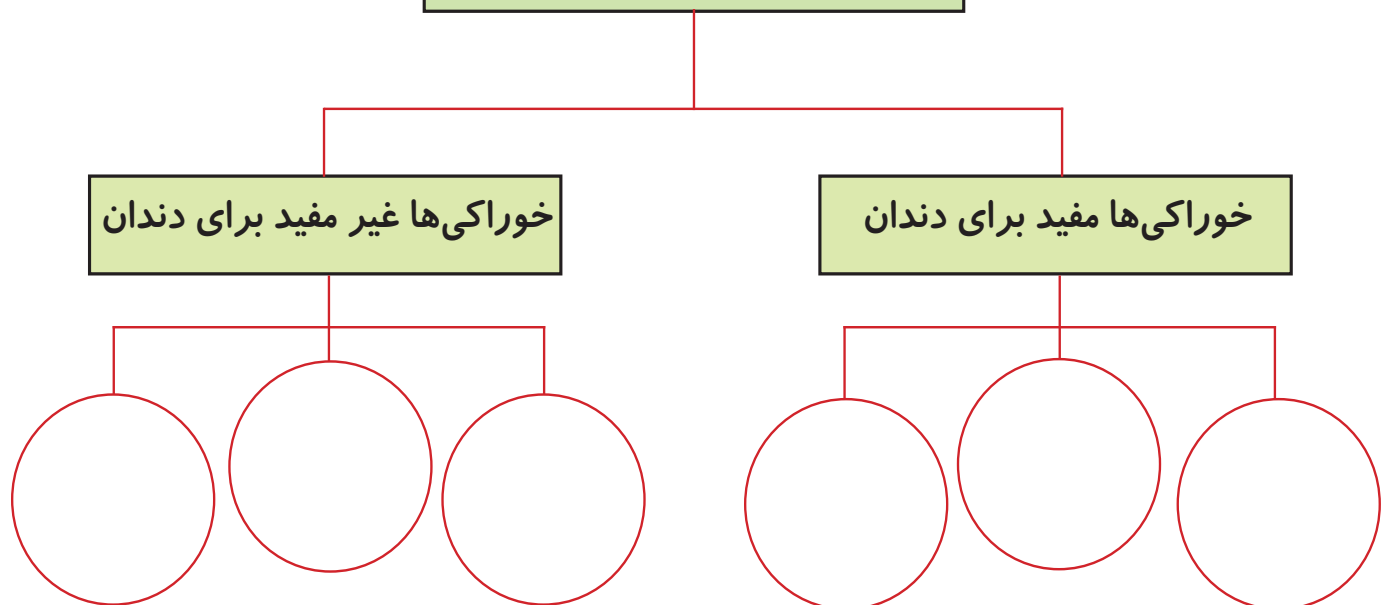 خوراکی‌ها مفید برای دندان
خوراکی‌ها غیر مفید برای دندان